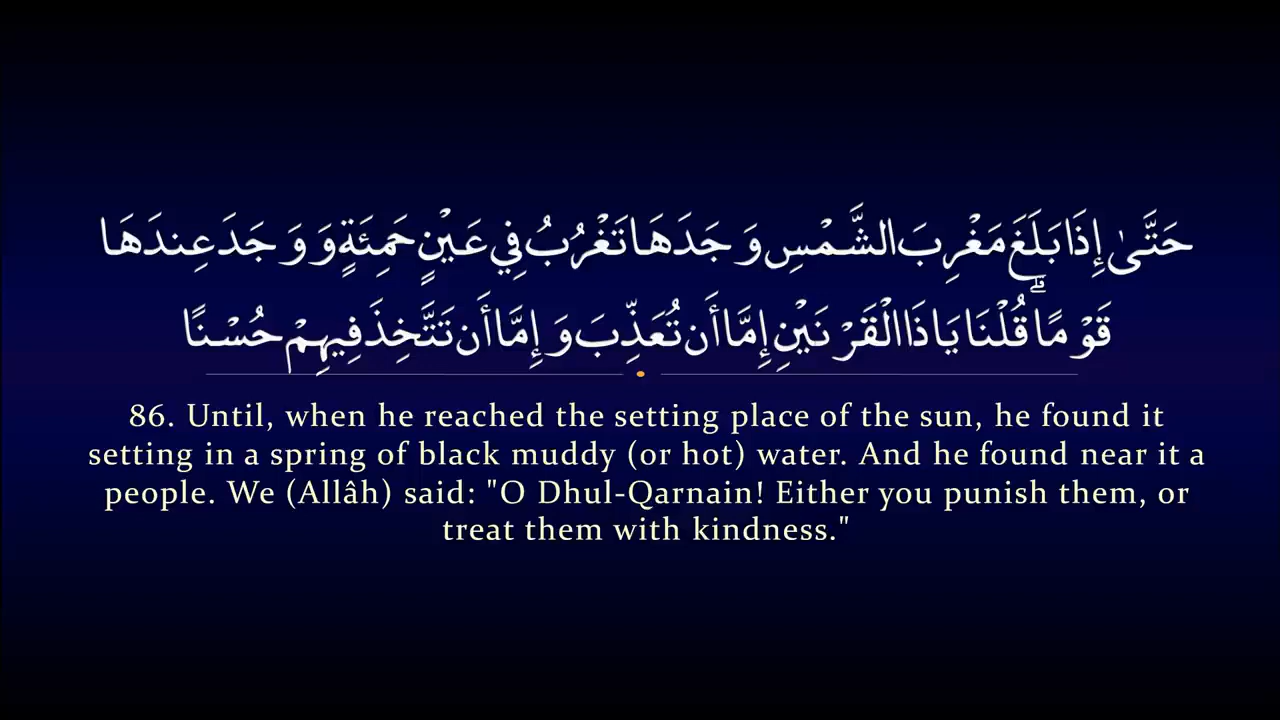 حَتَّىٰ إِذَا بَلَغَ مَغْرِبَ الشَّمْسِ وَجَدَهَا تَغْرُبُ فِي عَيْنٍ حَمِئَةٍ وَوَجَدَ عِندَهَا
قَوْمًا ۗ قُلْنَا يَا ذَا الْقَرْنَيْنِ إِمَّا أَن تُعَذِّبَ وَإِمَّا أَن تَتَّخِذَ فِيهِمْ حُسْنًا
86. Until, when he reached the setting place of the sun, he found it
setting in a spring of black muddy (or hot) water. And he found near it a
people. We (Allâh) said: "O Dhul-Qarnain! Either you punish them, or
treat them with kindness."